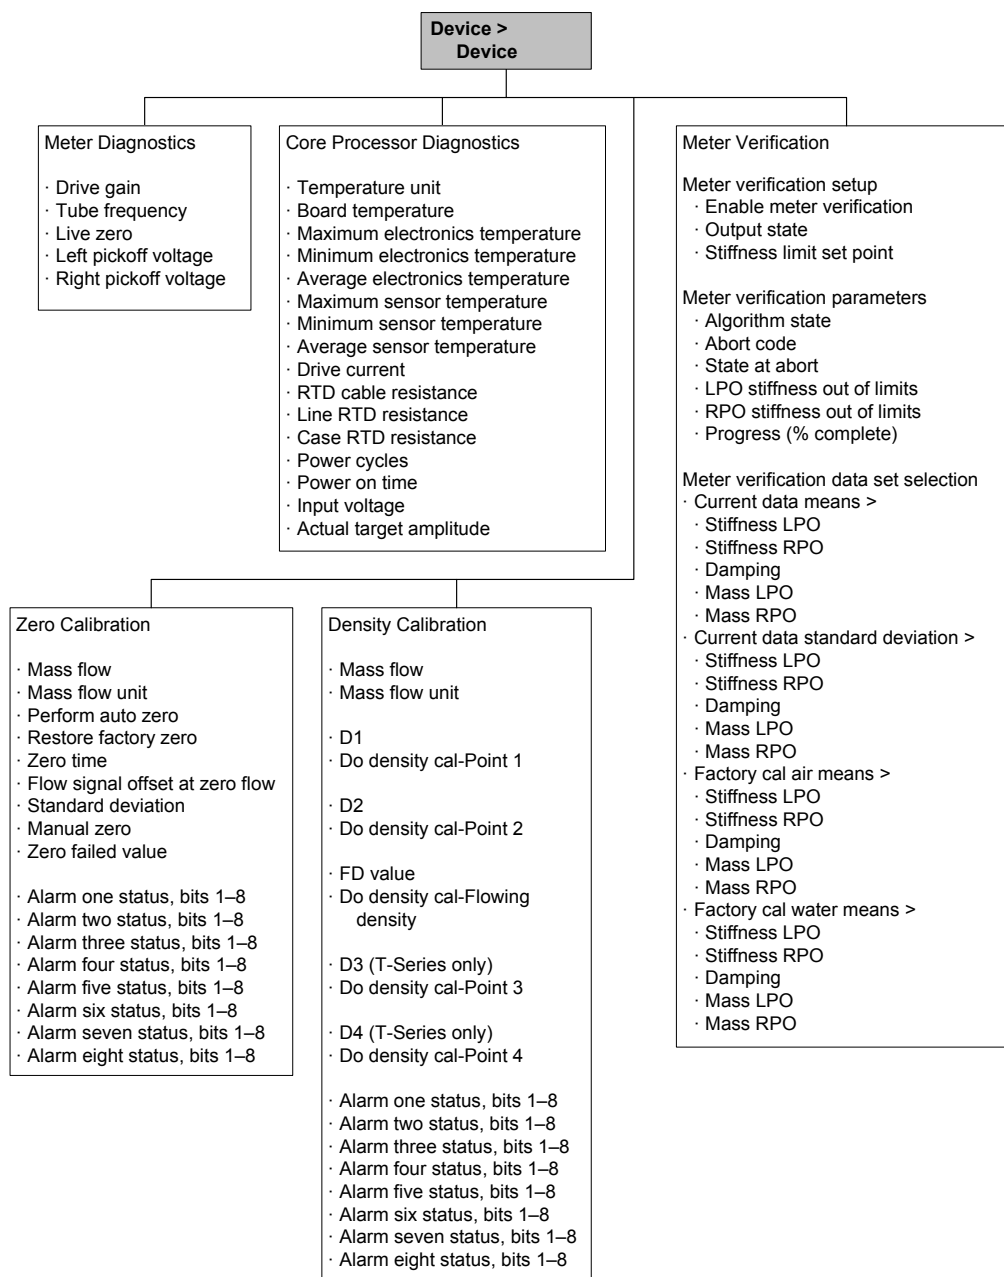 Device >
Device
Meter Diagnostics
· Drive gain
· Tube frequency
· Live zero
· Left pickoff voltage
· Right pickoff voltage
Core Processor Diagnostics
· Temperature unit
· Board temperature
· Maximum electronics temperature
· Minimum electronics temperature
· Average electronics temperature
· Maximum sensor temperature
· Minimum sensor temperature
· Average sensor temperature
· Drive current
· RTD cable resistance
· Line RTD resistance
· Case RTD resistance
· Power cycles
· Power on time
· Input voltage
· Actual target amplitude
Meter Verification
Meter verification setup
· Enable meter verification
· Output state
· Stiffness limit set point
Meter verification parameters
· Algorithm state
· Abort code
· State at abort
· LPO stiffness out of limits
· RPO stiffness out of limits
· Progress (% complete)
Meter verification data set selection
· Current data means >
· Stiffness LPO
· Stiffness RPO
· Damping
· Mass LPO
· Mass RPO
· Current data standard deviation >
· Stiffness LPO
· Stiffness RPO
· Damping
· Mass LPO
· Mass RPO
· Factory cal air means >
· Stiffness LPO
· Stiffness RPO
· Damping
· Mass LPO
· Mass RPO
· Factory cal water means >
· Stiffness LPO
· Stiffness RPO
· Damping
· Mass LPO
· Mass RPO
Zero Calibration
· Mass flow
· Mass flow unit
· Perform auto zero
· Restore factory zero
· Zero time
· Flow signal offset at zero flow
· Standard deviation
· Manual zero
· Zero failed value
· Alarm one status, bits 1–8
· Alarm two status, bits 1–8
· Alarm three status, bits 1–8
· Alarm four status, bits 1–8
· Alarm five status, bits 1–8
· Alarm six status, bits 1–8
· Alarm seven status, bits 1–8
· Alarm eight status, bits 1–8
Density Calibration
· Mass flow
· Mass flow unit
· D1
· Do density cal-Point 1
· D2
· Do density cal-Point 2
· FD value
· Do density cal-Flowing
density
· D3 (T-Series only)
· Do density cal-Point 3
· D4 (T-Series only)
· Do density cal-Point 4
· Alarm one status, bits 1–8
· Alarm two status, bits 1–8
· Alarm three status, bits 1–8
· Alarm four status, bits 1–8
· Alarm five status, bits 1–8
· Alarm six status, bits 1–8
· Alarm seven status, bits 1–8
· Alarm eight status, bits 1–8